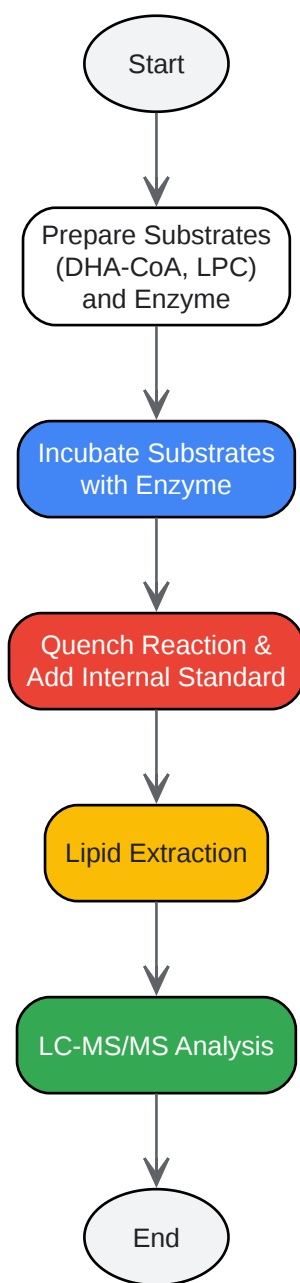 Start
Prepare Substrates
(DHA-CoA, LPC)
and Enzyme
Incubate Substrates
with Enzyme
Quench Reaction &
Add Internal Standard
Lipid Extraction
LC-MS/MS Analysis
End